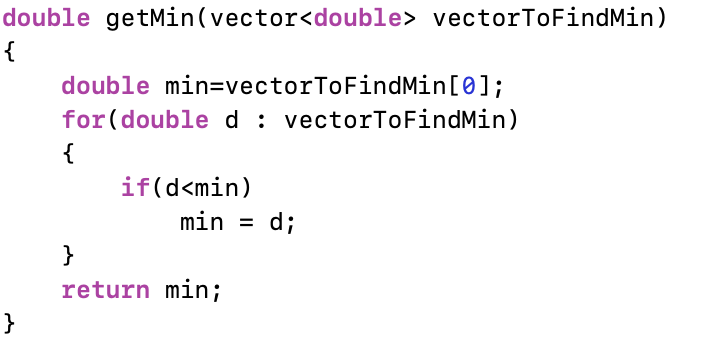 double getMin(vector<double> vectorToFindMin)
{
    double min=vectorToFindMin[0];
    for(double d : vectorToFindMin)
    {
        if(d<min)
            min = d;
    }
    return min;
}